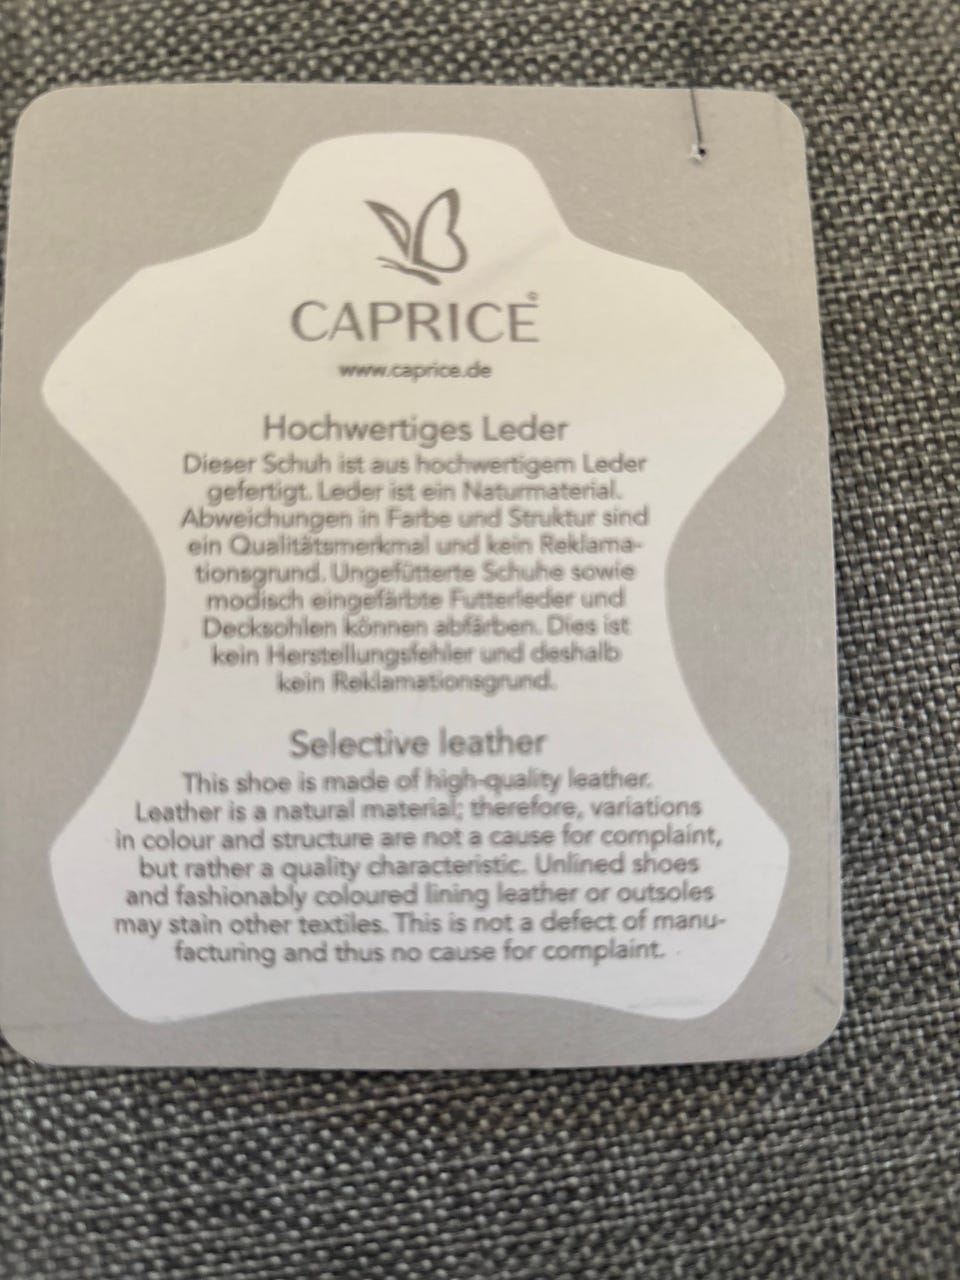 CAPRICE®
www.caprice.de
Hochwertiges Leder
Dieser Schuh ist aus hochwertigem Leder
gefertigt. Leder ist ein Naturmaterial.
Abweichungen in Farbe und Struktur sind
ein Qualitätsmerkmal und kein Reklama-
tionsgrund. Ungefütterte Schuhe sowie
modisch eingefärbte Futterleder und
Decksohlen können abfärben. Dies ist
kein Herstellungsfehler und deshalb
kein Reklamationsgrund.
Selective leather
This shoe is made of high-quality leather.
Leather is a natural material; therefore, variations
in colour and structure are not a cause for complaint,
but rather a quality characteristic. Unlined shoes
and fashionably coloured lining leather or outsoles
may stain other textiles. This is not a defect of manu-
facturing and thus no cause for complaint.